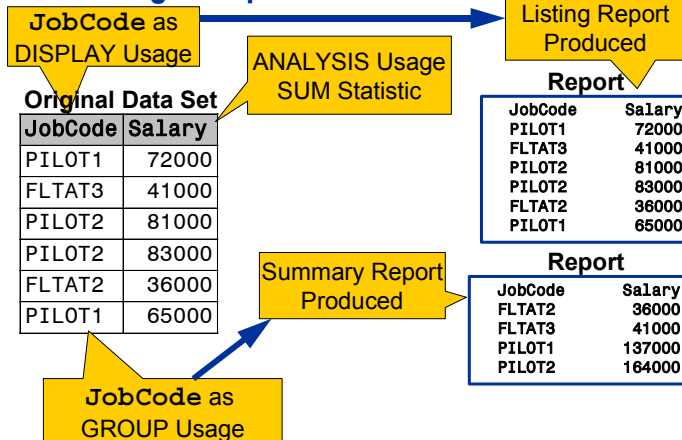 JobCode as
DISPLAY Usage
ANALYSIS Usage
SUM Statistic
Listing Report
Produced
Original Data Set
JobCode Salary
PILOT1 72000
FLTAT3 41000
PILOT2 81000
PILOT2 83000
FLTAT2 36000
PILOT1 65000
Report
JobCode Salary
PILOT1 72000
FLTAT3 41000
PILOT2 81000
PILOT2 83000
FLTAT2 36000
PILOT1 65000
Summary Report
Produced
Report
JobCode Salary
FLTAT2 36000
FLTAT3 41000
PILOT1 137000
PILOT2 164000
JobCode as
GROUP Usage